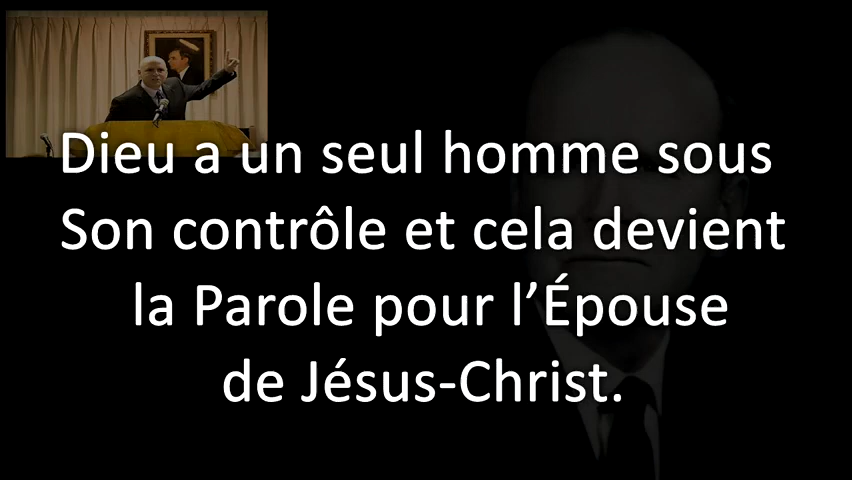 Dieu a un seul homme sous
Son contrôle et cela devient
la Parole pour l’Épouse
de Jésus-Christ.